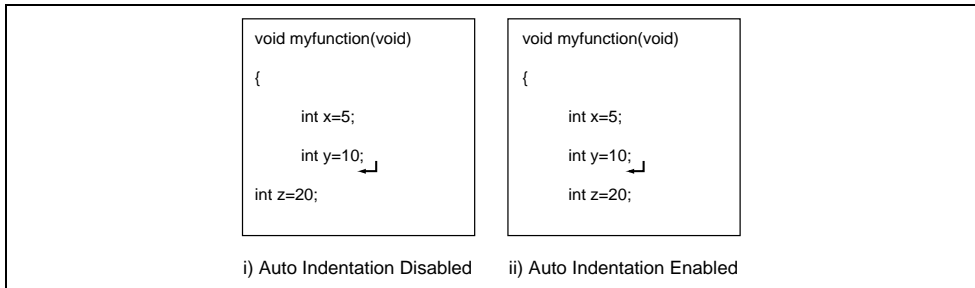 void myfunction(void)
{
int x=5;
int y=10;
int z=20;
i) Auto Indentation Disabled
void myfunction(void)
{
int x=5;
int y=10;
int z=20;
ii) Auto Indentation Enabled